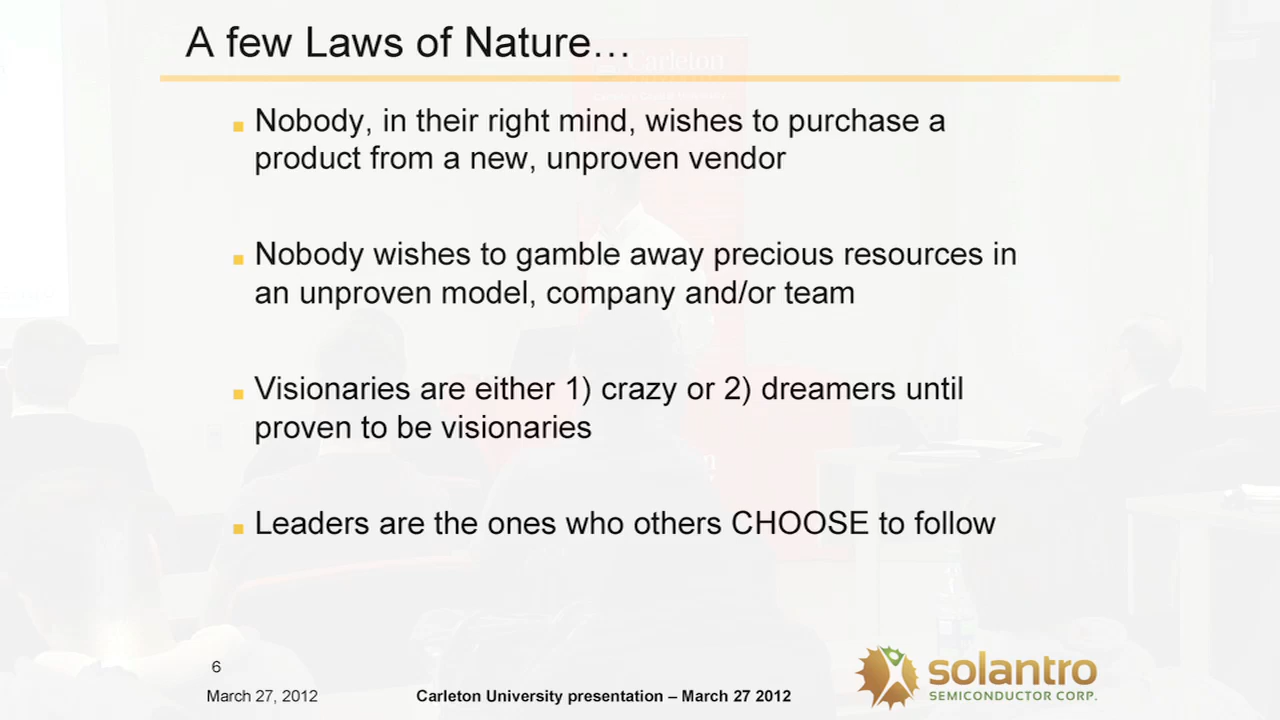 A few Laws of Nature…
Nobody, in their right mind, wishes to purchase a
product from a new, unproven vendor
Nobody wishes to gamble away precious resources in
an unproven model, company and/or team
Visionaries are either 1) crazy or 2) dreamers until
proven to be visionaries
Leaders are the ones who others CHOOSE to follow
6
March 27, 2012
Carleton University presentation – March 27 2012
solantro
SEMICONDUCTOR CORP.
Carleton